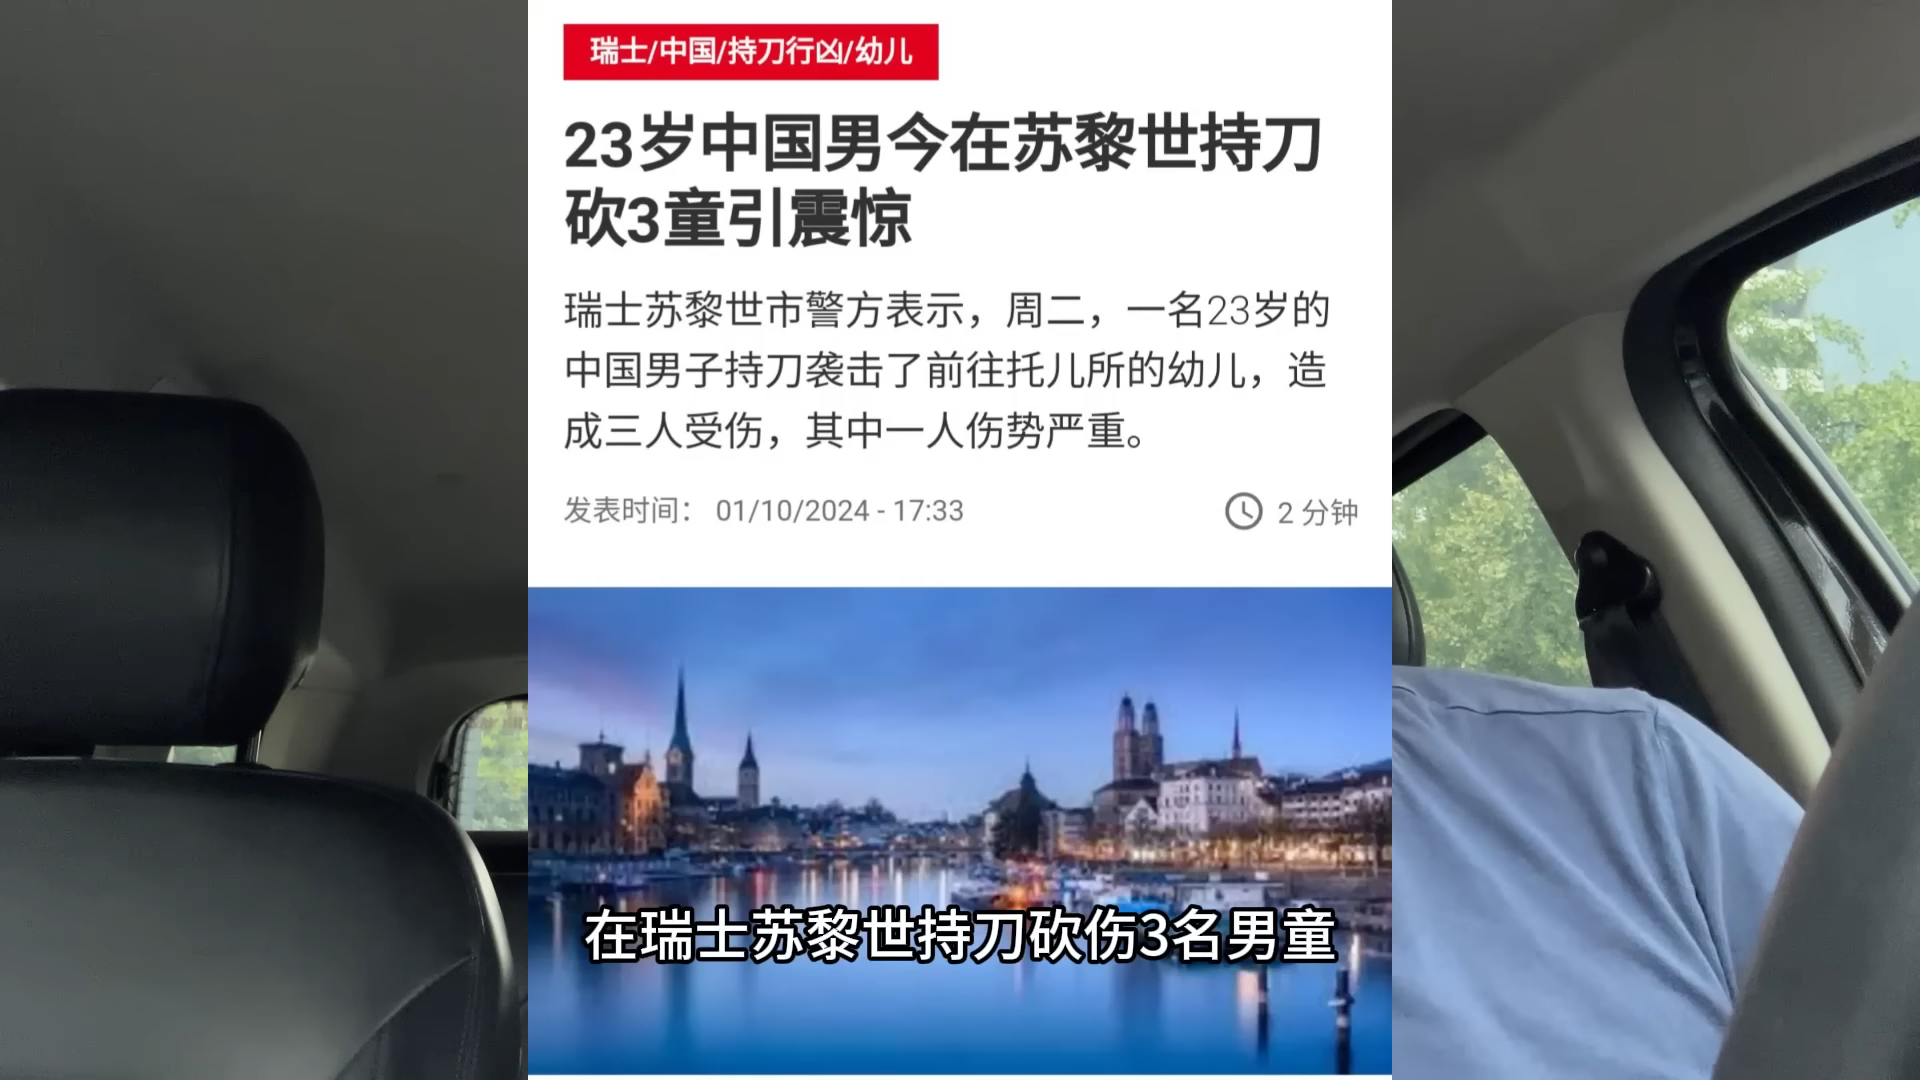 瑞士/中国/持刀行凶/幼儿
23岁中国男今在苏黎世持刀
砍3童引震惊
瑞士苏黎世市警方表示，周二，一名23岁的
中国男子持刀袭击了前往托儿所的幼儿，造
成三人受伤，其中一人伤势严重。
发表时间： 01/10/2024 - 17:33
2 分钟
在瑞士苏黎世持刀砍伤3名男童